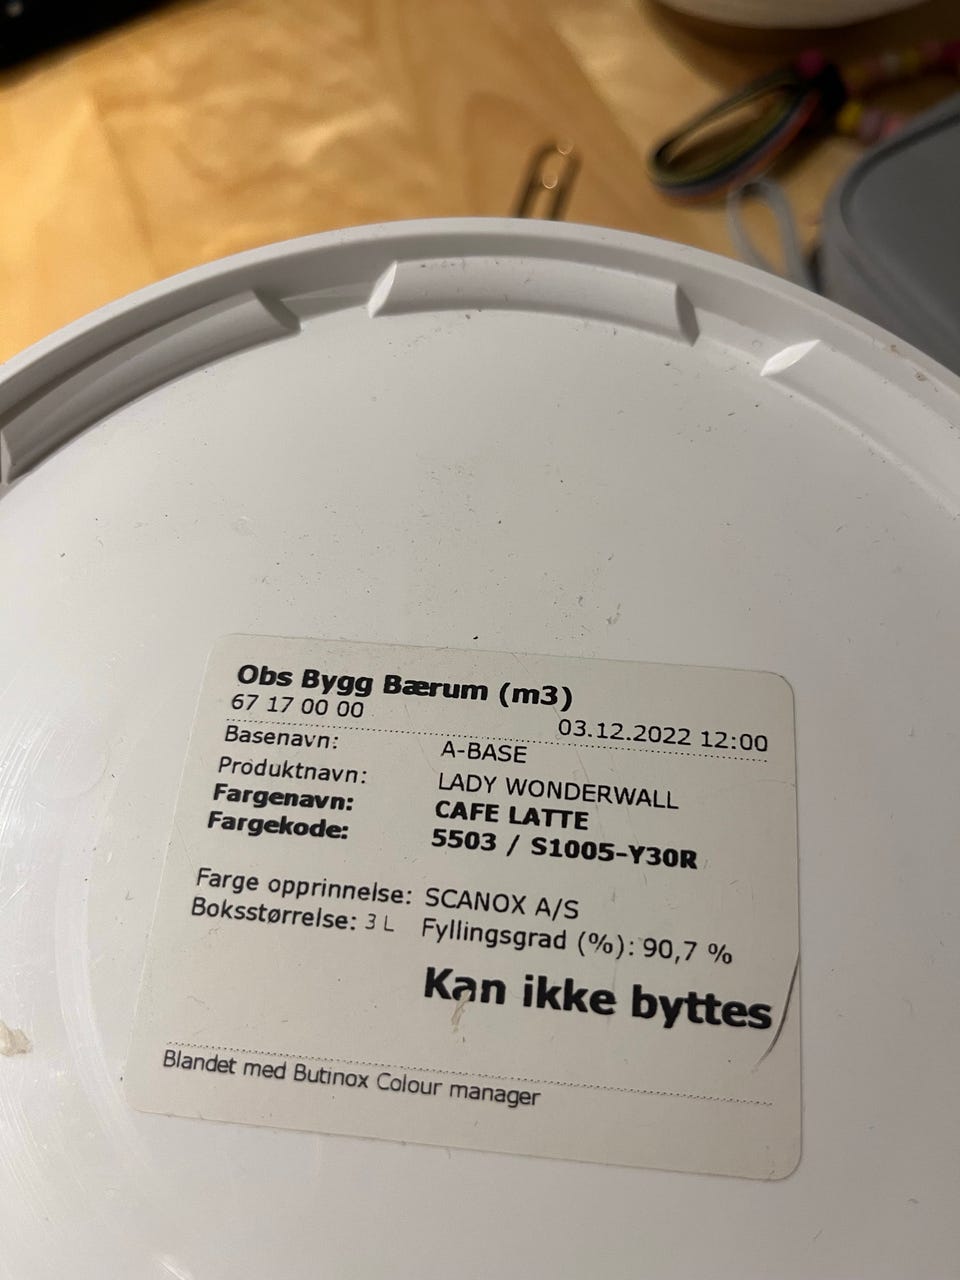 Obs Bygg Bærum (m3)
67 17 00 00 03.12.2022 12:00
Basenavn: A-BASE
Produktnavn: LADY WONDERWALL
Fargenavn: CAFE LATTE
Fargekode: 5503 / S1005-Y30R
Farge opprinnelse: SCANOX A/S
Boksstørrelse: 3 L Fyllingsgrad (%): 90,7 %
Kan ikke byttes
Blandet med Butinox Colour manager